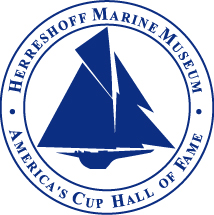 HERRESHOFF MARINE MUSEUM
AMERICA'S CUP HALL OF FAME